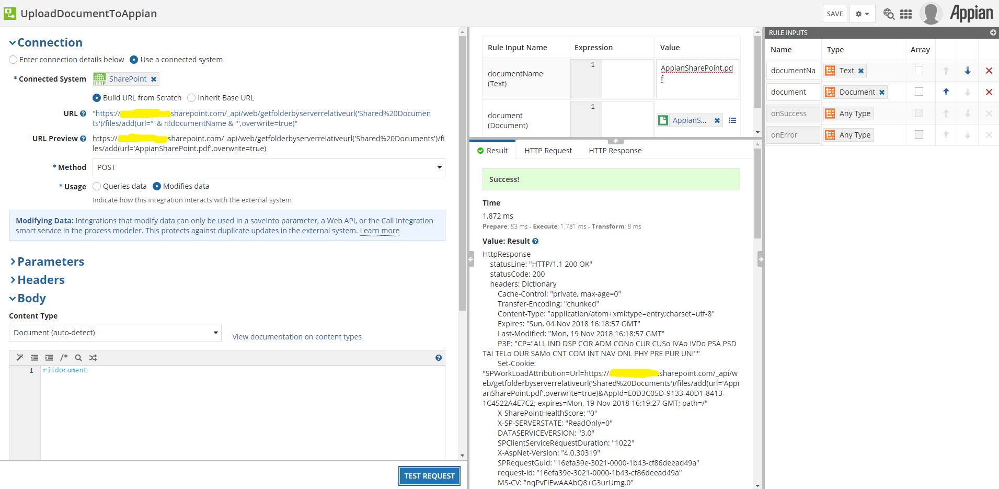 UploadDocumentToAppian
SAVE
Appian
Connection
Enter connection details below
Use a connected system
* Connected System
HTTP
SharePoint
Build URL from Scratch
Inherit Base URL
URL
"https://
sharepoint.com/_api/web/getfolderbyserverrelativeurl('Shared%20Documen
ts')/files/add(url='" & ri!documentName & "',overwrite=true)"
URL Preview
https://
sharepoint.com/_api/web/getfolderbyserverrelativeurl('Shared%20Documents')/fi
les/add(url='AppianSharePoint.pdf',overwrite=true)
* Method
POST
* Usage
Queries data
Modifies data
Indicate how this integration interacts with the external system
Modifying Data: Integrations that modify data can only be used in a saveInto parameter, a Web API, or the Call Integration
smart service in the process modeler. This protects against duplicate updates in the external system. Learn more
Parameters
Headers
Body
Content Type
Document (auto-detect)
View documentation on content types
/*
1
ri!document
TEST REQUEST
Rule Input Name
Expression
Value
documentName
(Text)
1
AppianSharePoint.pd
f
document
(Document)
1
AppianS...
Result
HTTP Request
HTTP Response
Success!
Time
1,872 ms
Prepare: 83 ms - Execute: 1,781 ms - Transform: 8 ms
Value: Result
HttpResponse
statusLine: "HTTP/1.1 200 OK"
statusCode: 200
headers: Dictionary
Cache-Control: "private, max-age=0"
Transfer-Encoding: "chunked"
Content-Type: "application/atom+xml;type=entry;charset=utf-8"
Expires: "Sun, 04 Nov 2018 16:18:57 GMT"
Last-Modified: "Mon, 19 Nov 2018 16:18:57 GMT"
P3P: "CP="ALL IND DSP COR ADM CONo CUR CUSo IVAo IVDo PSA PSD
TAI TELo OUR SAMo CNT COM INT NAV ONL PHY PRE PUR UNI""
Set-Cookie:
"SPWorkLoadAttribution=Url=https://
.sharepoint.com/_api/w
eb/getfolderbyserverrelativeurl('Shared%20Documents')/files/add(url='Appi
anSharePoint.pdf',overwrite=true)&AppId=E0D3C05D-9133-40D1-8413-
1C4522A4E7C2; expires=Mon, 19-Nov-2018 16:19:27 GMT; path=/"
X-SharePointHealthScore: "0"
X-SP-SERVERSTATE: "ReadOnly=0"
DATASERVICEVERSION: "3.0"
SPClientServiceRequestDuration: "1022"
X-AspNet-Version: "4.0.30319"
SPRequestGuid: "16efa39e-3021-0000-1b43-cf86deead49a"
request-id: "16efa39e-3021-0000-1b43-cf86deead49a"
MS-CV: "nqPvFiEwAAAbQ8+G3urUmg.0"
RULE INPUTS
Name
Type
Array
documentNa
Text
document
Document
onSuccess
Any Type
onError
Any Type